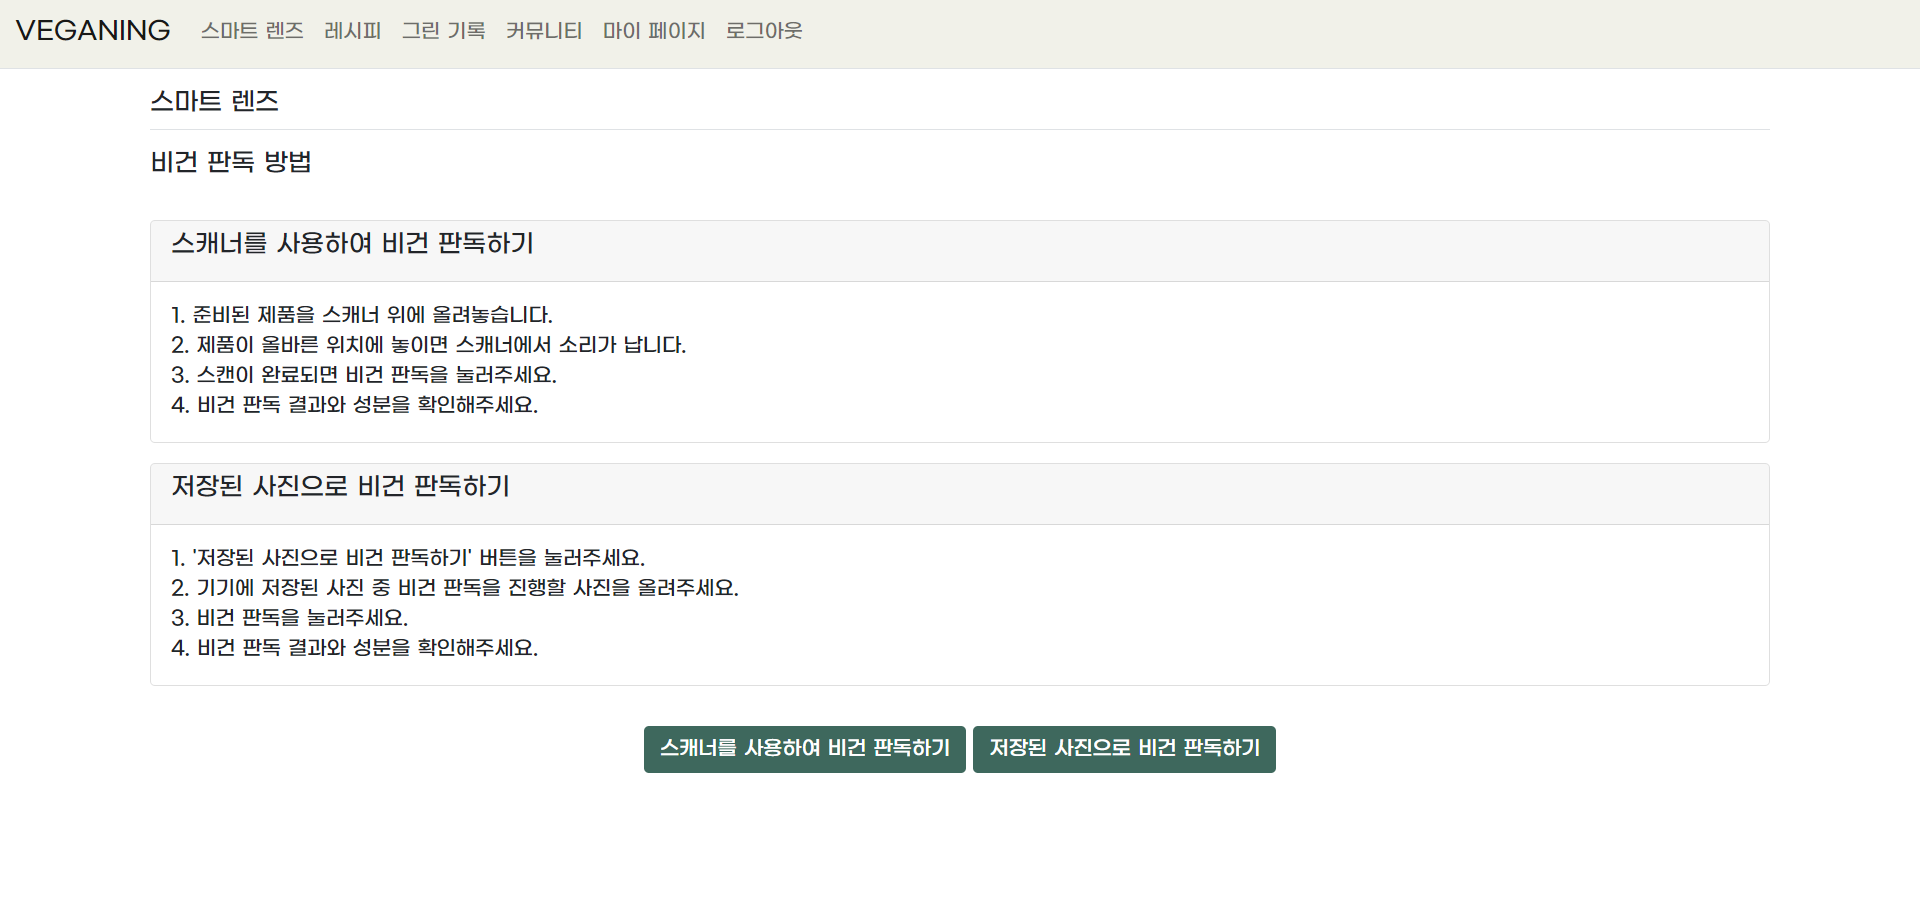 VEGANING 스마트 렌즈 레시피 그린 기록 커뮤니티 마이 페이지 로그아웃
스마트 렌즈
비건 판독 방법
스캐너를 사용하여 비건 판독하기
1. 준비된 제품을 스캐너 위에 올려놓습니다.
2. 제품이 올바른 위치에 놓이면 스캐너에서 소리가 납니다.
3. 스캔이 완료되면 비건 판독을 눌러주세요.
4. 비건 판독 결과와 성분을 확인해주세요.
저장된 사진으로 비건 판독하기
1. '저장된 사진으로 비건 판독하기' 버튼을 눌러주세요.
2. 기기에 저장된 사진 중 비건 판독을 진행할 사진을 올려주세요.
3. 비건 판독을 눌러주세요.
4. 비건 판독 결과와 성분을 확인해주세요.
스캐너를 사용하여 비건 판독하기 저장된 사진으로 비건 판독하기